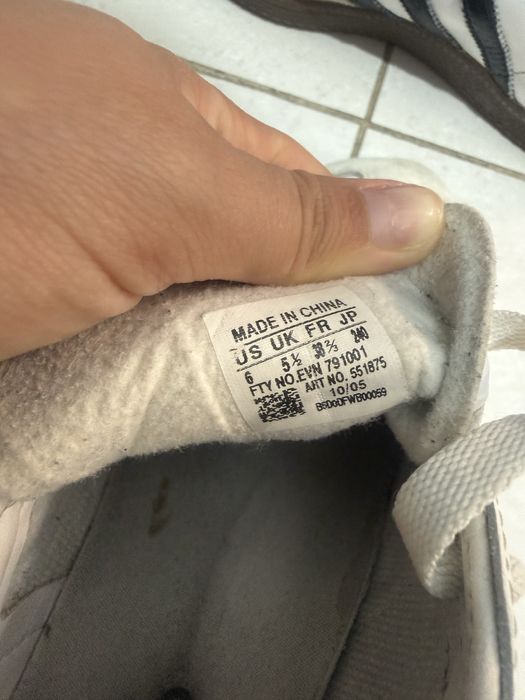 MADE IN CHINA
US UK FR JP
6 5½ 38⅔ 240
FTY NO.EVN 791001
ART NO. 551875
10/05
B6D0DFWB00059